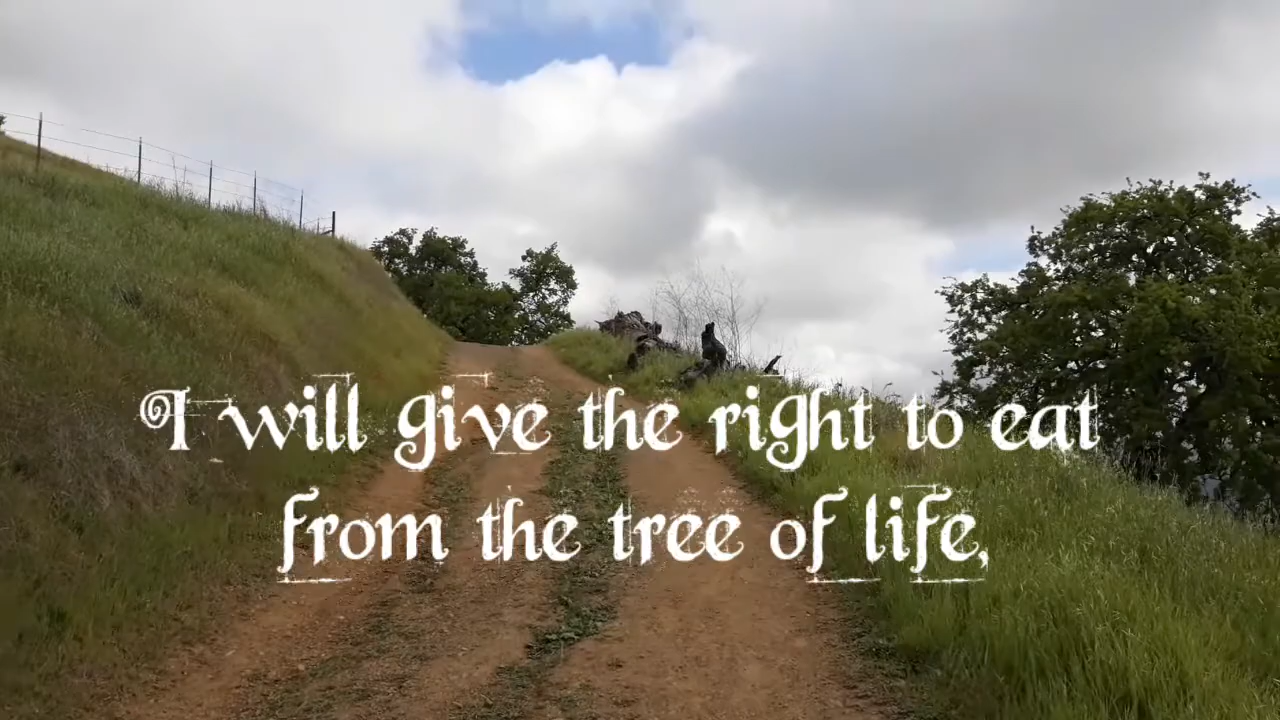 I will give the right to eat
from the tree of life,